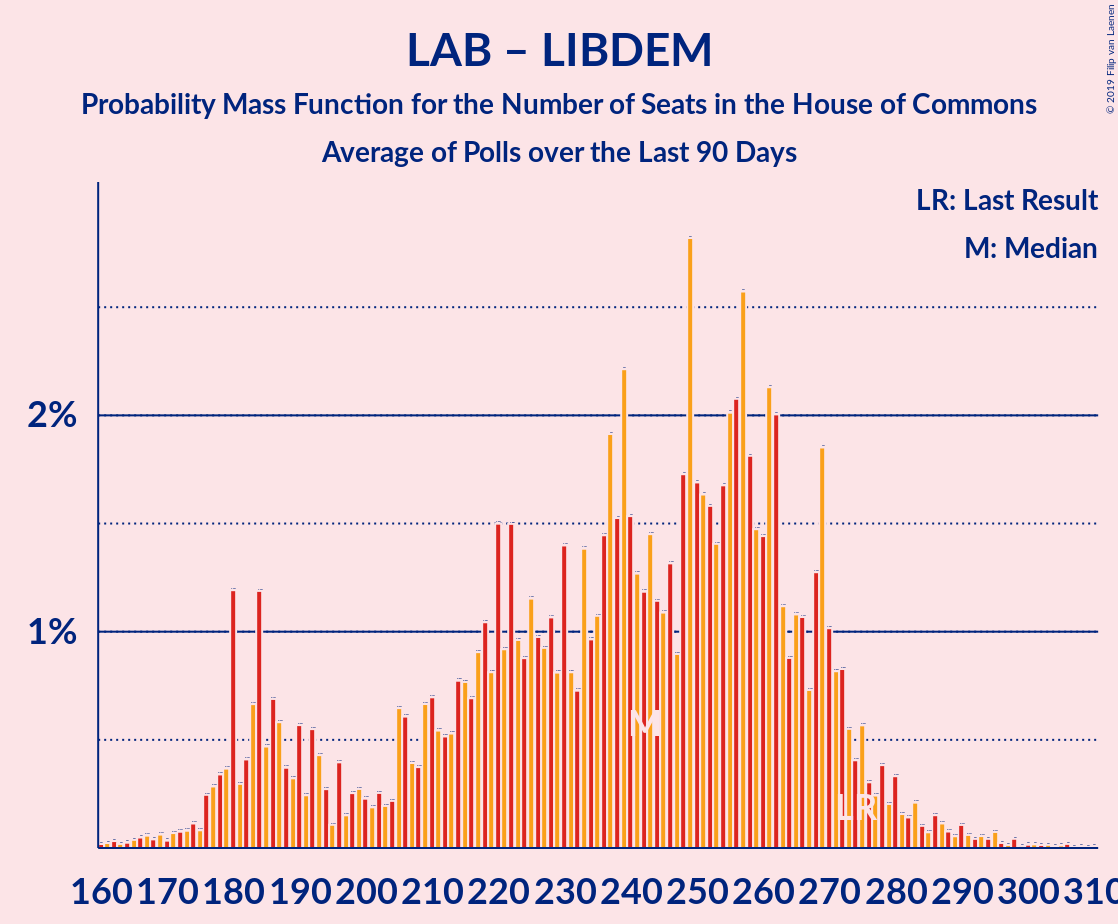 LAB – LIBDEM
Probability Mass Function for the Number of Seats in the House of Commons
Average of Polls over the Last 90 Days
© 2019 Filip van Laenen
LR: Last Result
M: Median
2%
1%
M
LR
160 170 180 190 200 210 220 230 240 250 260 270 280 290 300 310